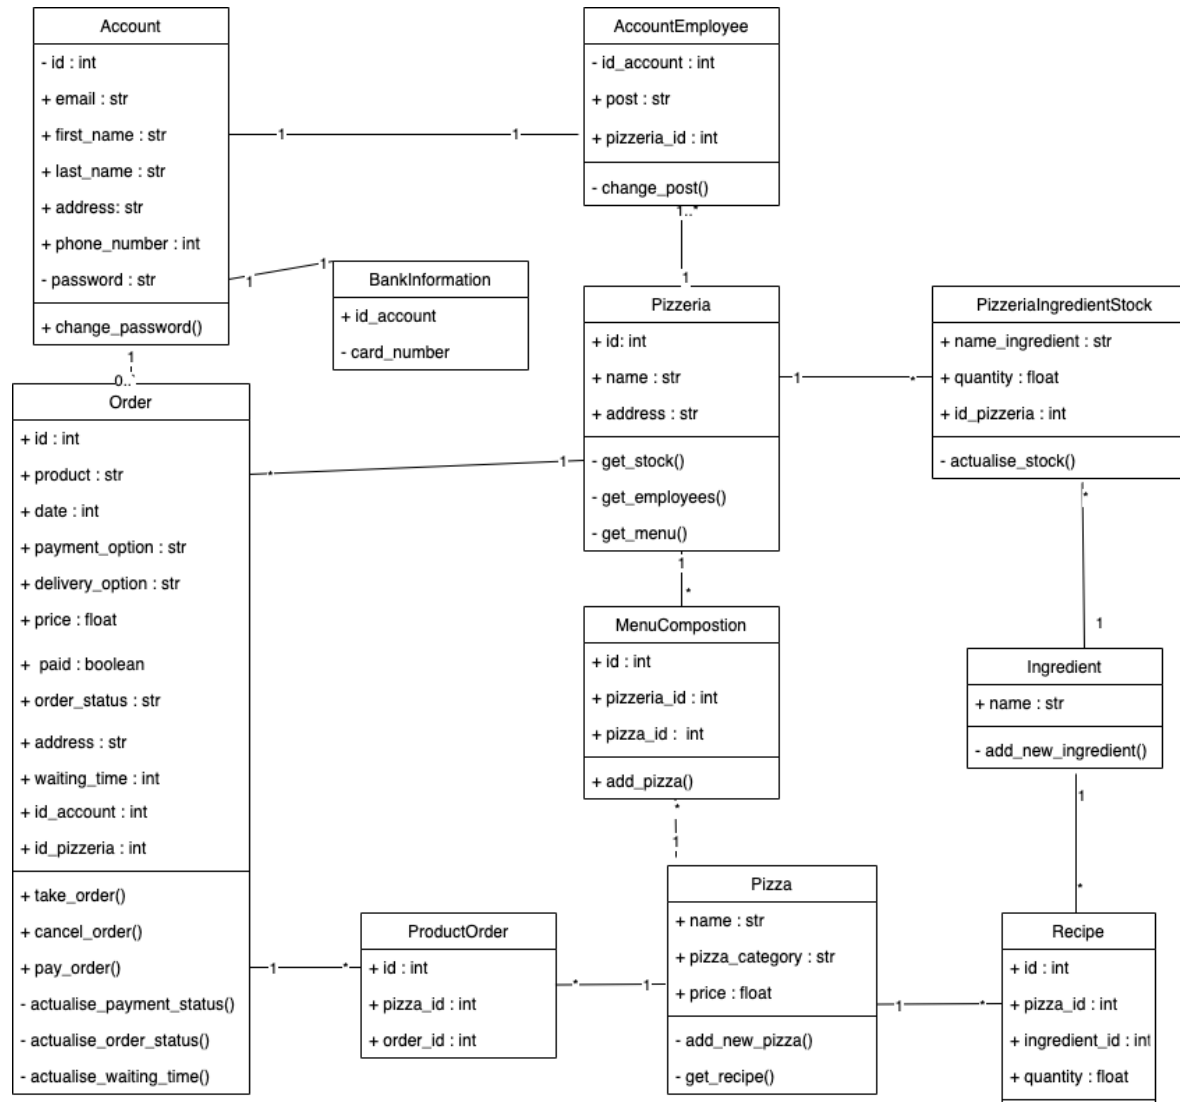 Account
- id : int
+ email : str
+ first_name : str
+ last_name : str
+ address: str
+ phone_number : int
- password : str
+ change_password()
AccountEmployee
- id_account : int
+ post : str
+ pizzeria_id : int
- change_post()
1
1
1..*
1
1
1
BankInformation
+ id_account
- card_number
Pizzeria
+ id: int
+ name : str
+ address : str
- get_stock()
- get_employees()
- get_menu()
1
*
PizzeriaIngredientStock
+ name_ingredient : str
+ quantity : float
+ id_pizzeria : int
- actualise_stock()
1
0..*
Order
+ id : int
+ product : str
+ date : int
+ payment_option : str
+ delivery_option : str
+ price : float
+ paid : boolean
+ order_status : str
+ address : str
+ waiting_time : int
+ id_account : int
+ id_pizzeria : int
+ take_order()
+ cancel_order()
+ pay_order()
- actualise_payment_status()
- actualise_order_status()
- actualise_waiting_time()
*
1
1
*
MenuCompostion
+ id : int
+ pizzeria_id : int
+ pizza_id : int
+ add_pizza()
*
1
*
1
Ingredient
+ name : str
- add_new_ingredient()
1
*
1
*
ProductOrder
+ id : int
+ pizza_id : int
+ order_id : int
*
1
Pizza
+ name : str
+ pizza_category : str
+ price : float
- add_new_pizza()
- get_recipe()
1
*
Recipe
+ id : int
+ pizza_id : int
+ ingredient_id : int
+ quantity : float